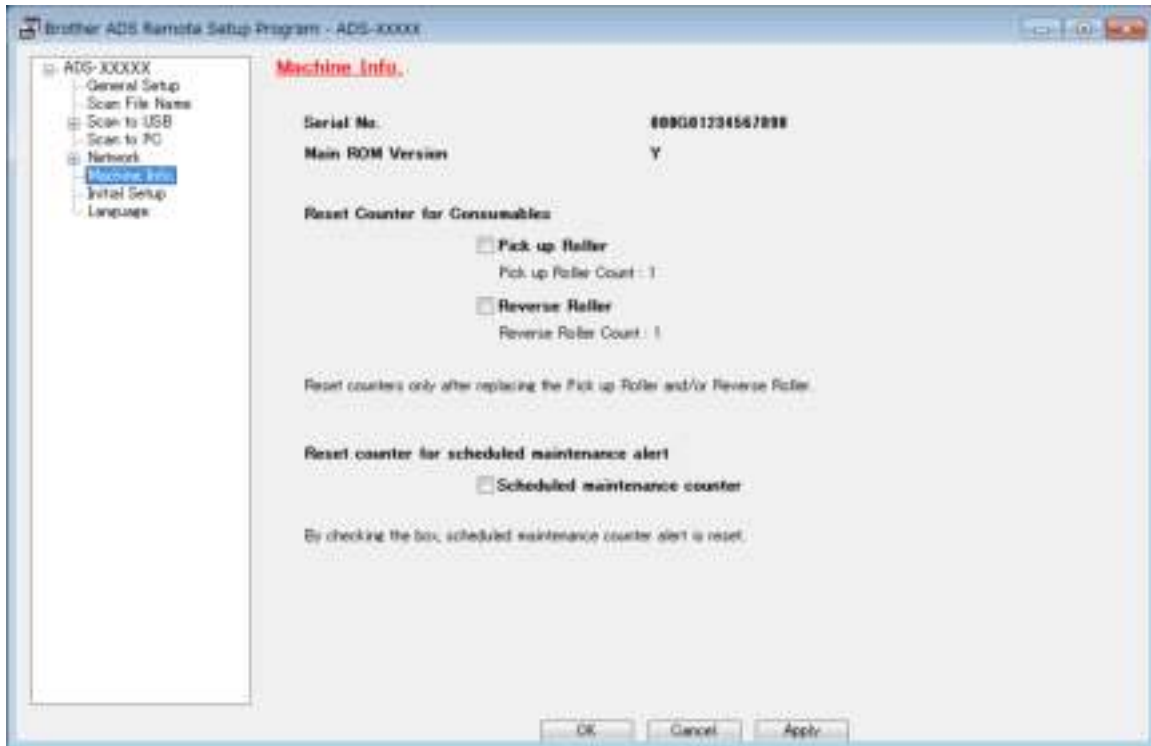 Brother ADS Remote Setup Program - ADS-XXXXX
ADS-XXXXX
General Setup
Scan File Name
Scan to USB
Scan to PC
Network
Machine Info.
Initial Setup
Language
Machine Info.
Serial No. 000G01234567890
Main ROM Version Y
Reset Counter for Consumables
Pick up Roller
Pick up Roller Count : 1
Reverse Roller
Reverse Roller Count : 1
Reset counters only after replacing the Pick up Roller and/or Reverse Roller.
Reset counter for scheduled maintenance alert
Scheduled maintenance counter
By checking the box, scheduled maintenance counter alert is reset.
OK Cancel Apply